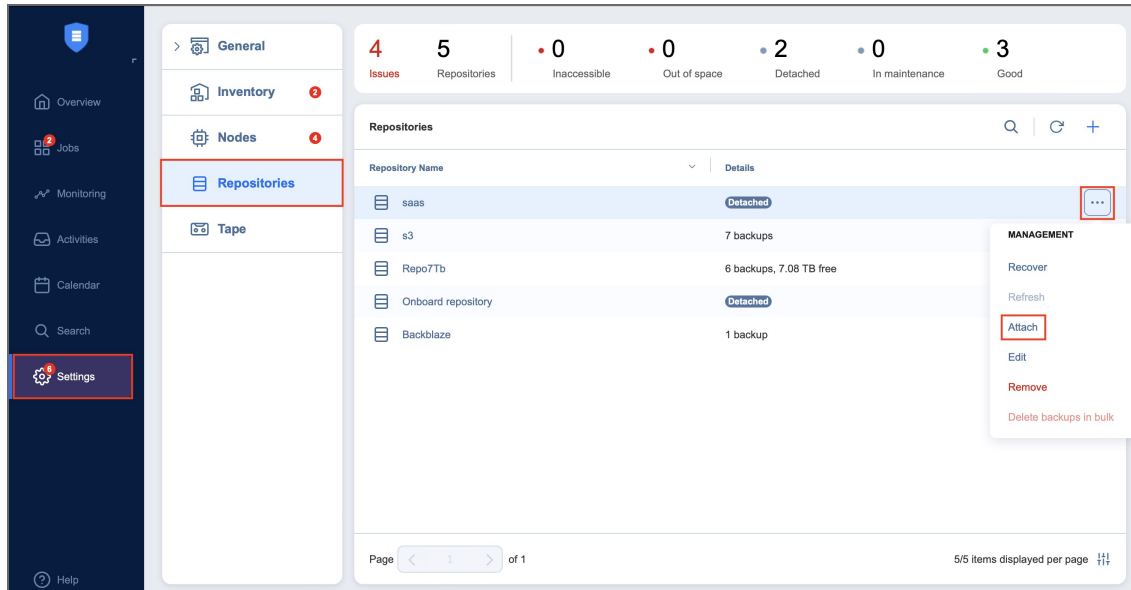 Overview
2
Jobs
Monitoring
Activities
Calendar
Search
6
Settings
Help
General
Inventory 2
Nodes 4
Repositories
Tape
4 5 0 0 2 0 3
Issues Repositories Inaccessible Out of space Detached In maintenance Good
Repositories
Repository Name Details
saas Detached
s3 7 backups
Repo7Tb 6 backups, 7.08 TB free
Onboard repository Detached
Backblaze 1 backup
MANAGEMENT
Recover
Refresh
Attach
Edit
Remove
Delete backups in bulk
Page 1 of 1 5/5 items displayed per page